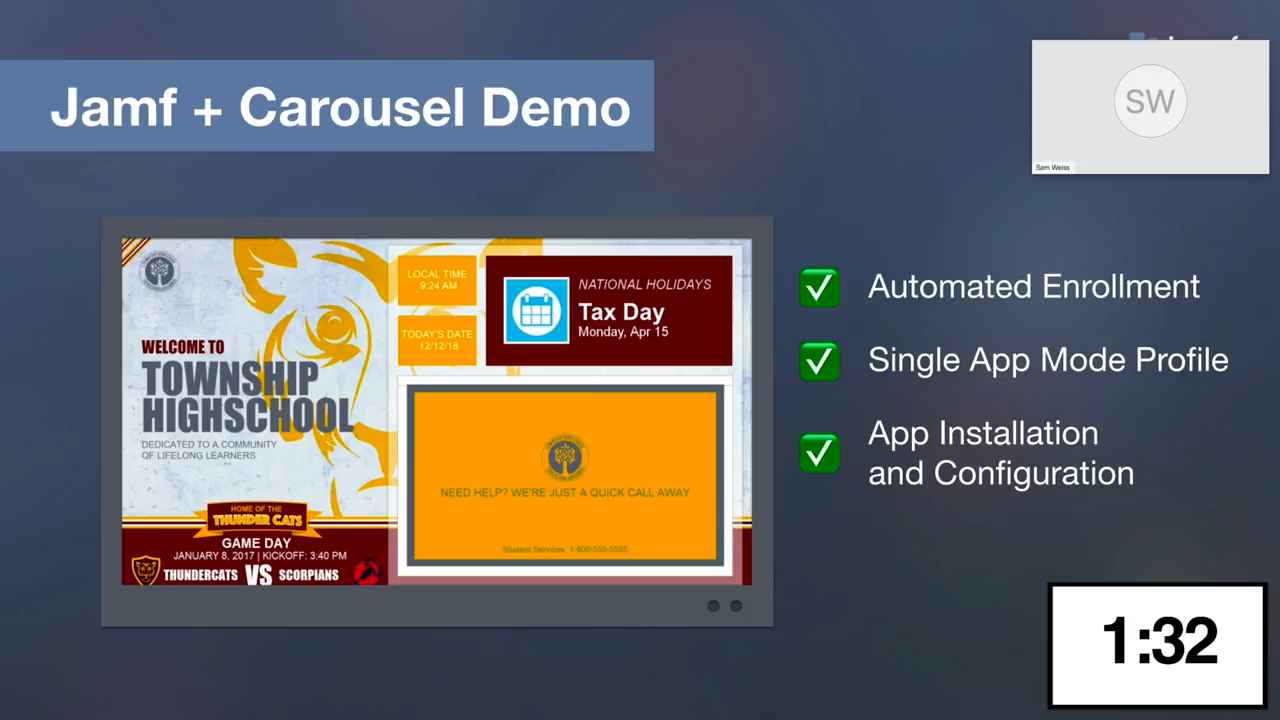 Jamf + Carousel Demo
SW
Sam Weiss
LOCAL TIME
9:24 AM
TODAY'S DATE
12/12/18
NATIONAL HOLIDAYS
Tax Day
Monday, Apr 15
WELCOME TO
TOWNSHIP
HIGHSCHOOL
DEDICATED TO A COMMUNITY
OF LIFELONG LEARNERS
HOME OF THE
THUNDER CATS
GAME DAY
JANUARY 8, 2017 | KICKOFF: 3:40 PM
THUNDERCATS VS SCORPIANS
NEED HELP? WE'RE JUST A QUICK CALL AWAY
Student Services 1-800-555-5555
Automated Enrollment
Single App Mode Profile
App Installation
and Configuration
1:32